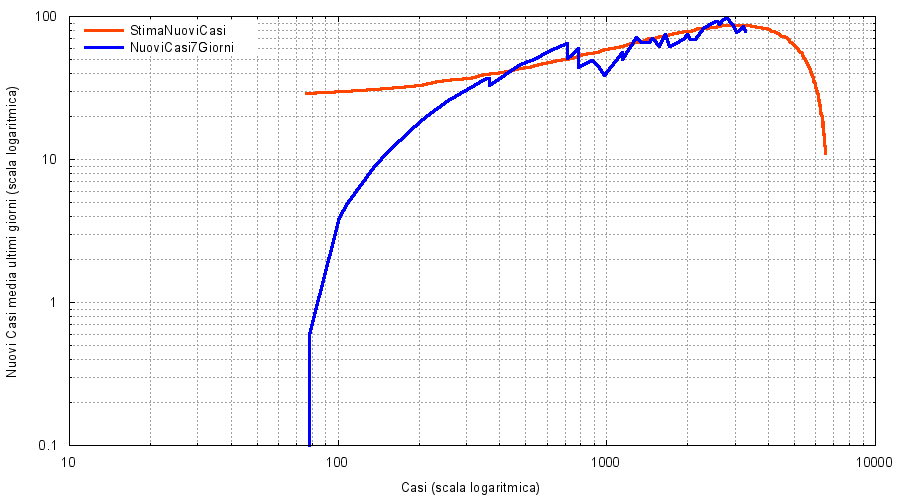 100
StimaNuoviCasi
NuoviCasi7Giorni
10
1
0.1
Nuovi Casi media ultimi giorni (scala logaritmica)
10
100
1000
10000
Casi (scala logaritmica)